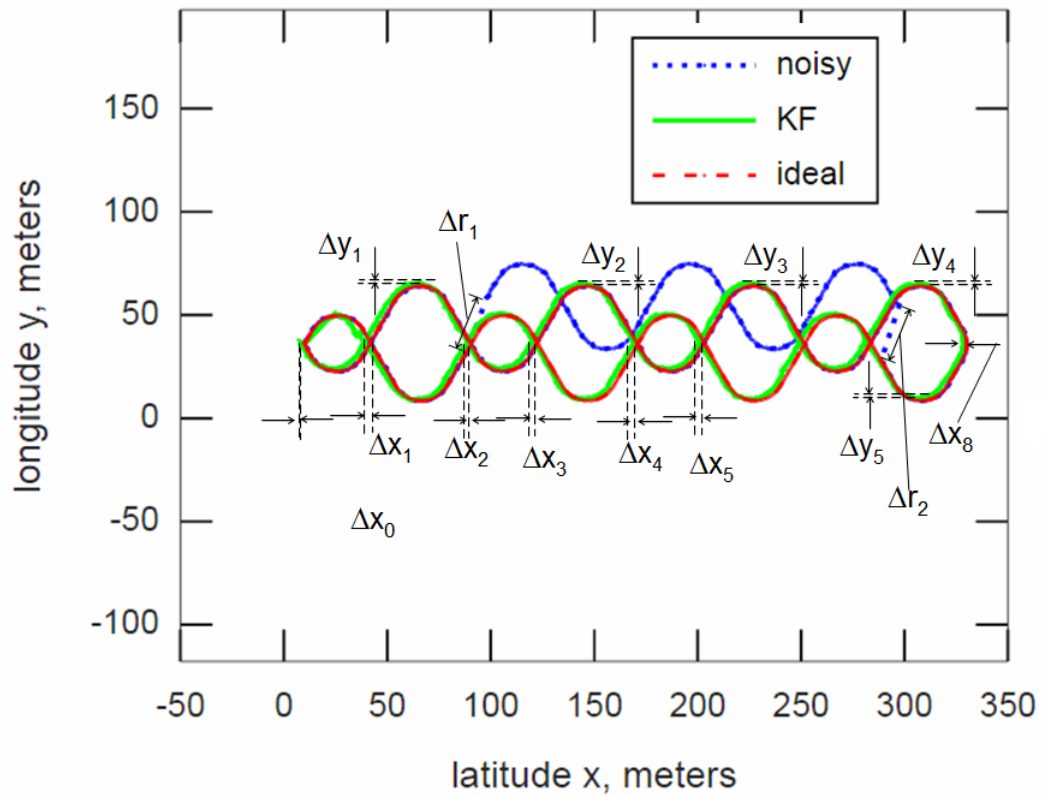 noisy
KF
ideal
150
100
50
0
-50
-100
longitude y, meters
Δy₁
Δr₁
Δy₂
Δy₃
Δy₄
Δx₁
Δx₂
Δx₃
Δx₄
Δx₅
Δy₅
Δx₈
Δr₂
Δx₀
-50 0 50 100 150 200 250 300 350
latitude x, meters